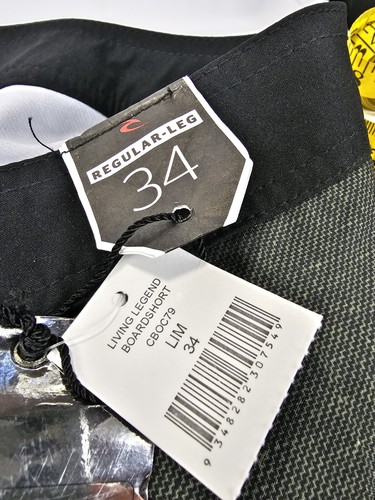 REGULAR-LEG
34
LIVING LEGEND
BOARDSHORT
CBOC79
LIM
34
9 348282 307549